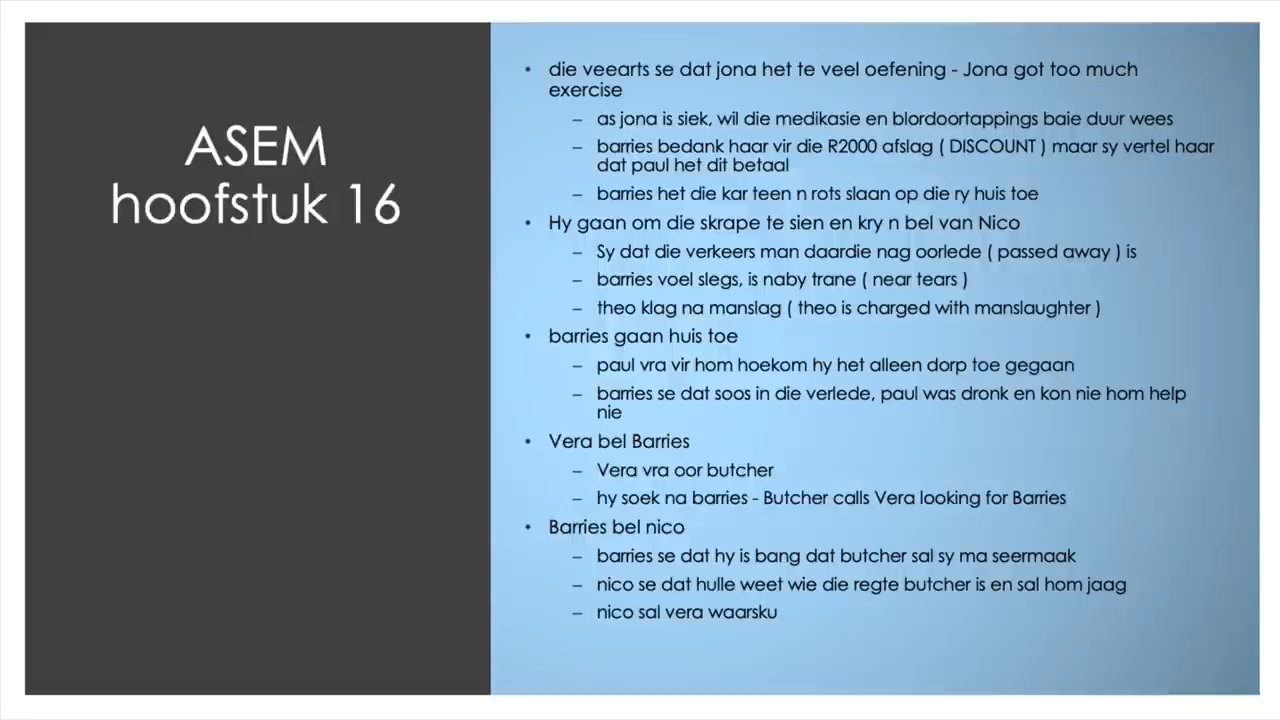 ASEM
hoofstuk 16
• die veearts se dat jona het te veel oefening - Jona got too much
exercise
– as jona is siek, wil die medikasie en blordoortappings baie duur wees
– barries bedank haar vir die R2000 afslag ( DISCOUNT ) maar sy vertel haar
dat paul het dit betaal
– barries het die kar teen n rots slaan op die ry huis toe
• Hy gaan om die skrape te sien en kry n bel van Nico
– Sy dat die verkeers man daardie nag oorlede ( passed away ) is
– barries voel slegs, is naby trane ( near tears )
– theo klag na manslag ( theo is charged with manslaughter )
• barries gaan huis toe
– paul vra vir hom hoekom hy het alleen dorp toe gegaan
– barries se dat soos in die verlede, paul was dronk en kon nie hom help
nie
• Vera bel Barries
– Vera vra oor butcher
– hy soek na barries - Butcher calls Vera looking for Barries
• Barries bel nico
– barries se dat hy is bang dat butcher sal sy ma seermaak
– nico se dat hulle weet wie die regte butcher is en sal hom jaag
– nico sal vera waarsku